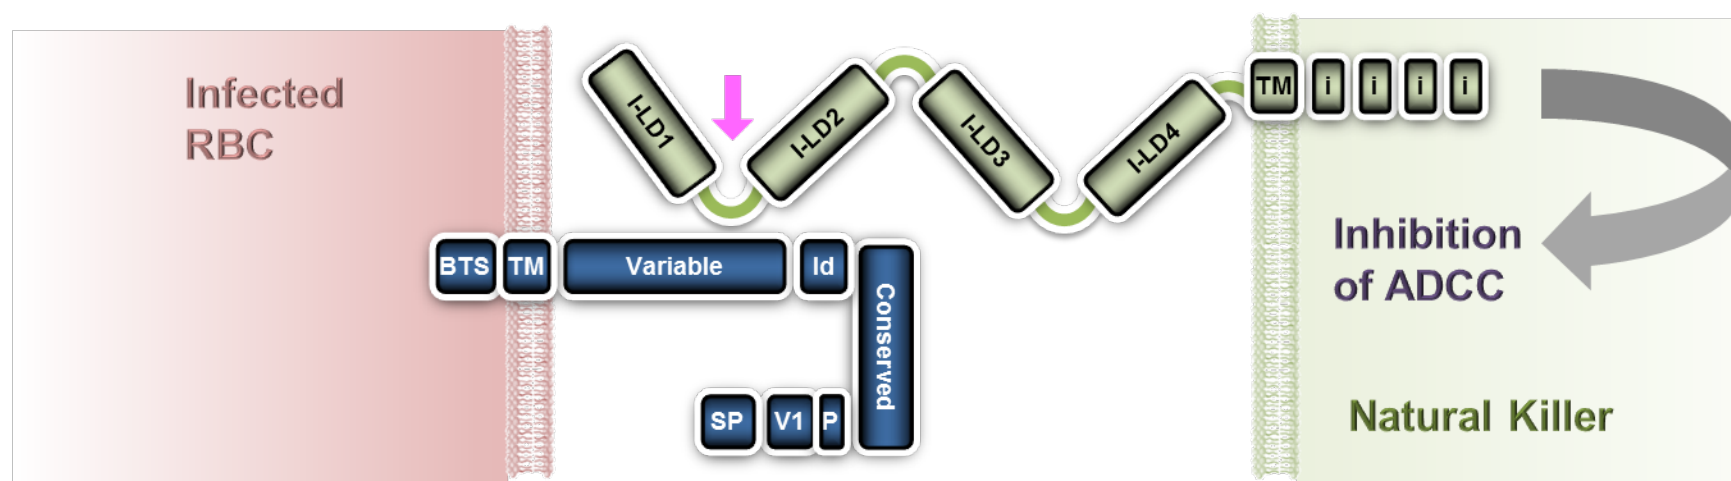 Infected
RBC
I-LD1
I-LD2
I-LD3
I-LD4
TM i i i i
BTS TM Variable Id
Conserved
SP V1 P
Inhibition
of ADCC
Natural Killer